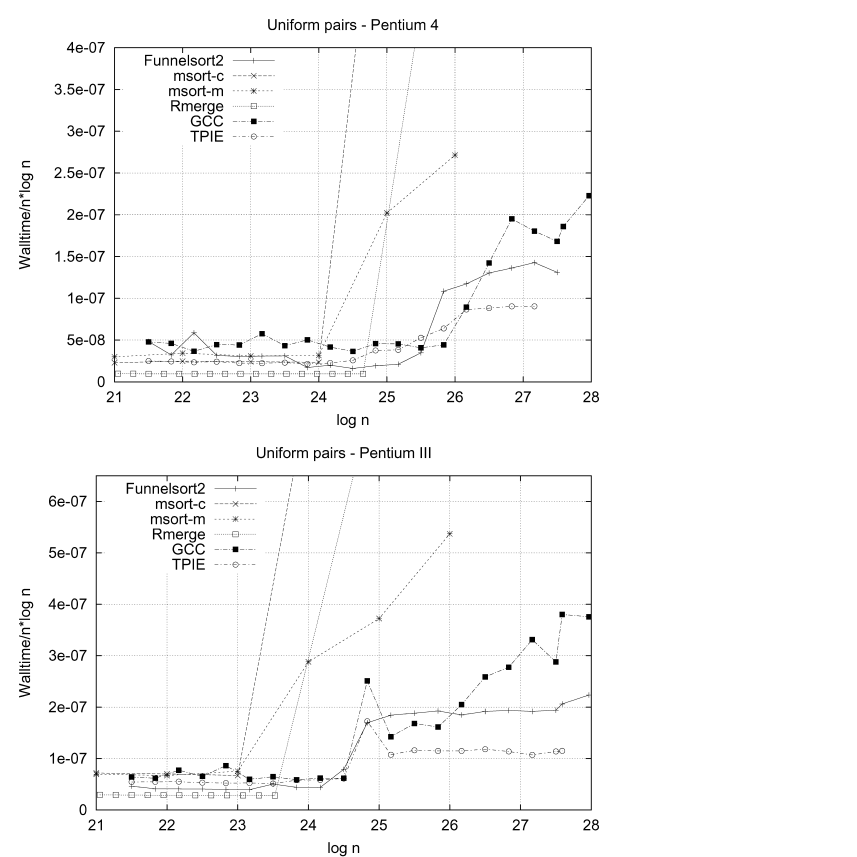 Uniform pairs - Pentium 4
4e-07
3.5e-07
3e-07
2.5e-07
2e-07
1.5e-07
1e-07
5e-08
0
Walltime/n*log n
Funnelsort2
msort-c
msort-m
Rmerge
GCC
TPIE
21 22 23 24 25 26 27 28
log n
Uniform pairs - Pentium III
6e-07
5e-07
4e-07
3e-07
2e-07
1e-07
0
Walltime/n*log n
Funnelsort2
msort-c
msort-m
Rmerge
GCC
TPIE
21 22 23 24 25 26 27 28
log n